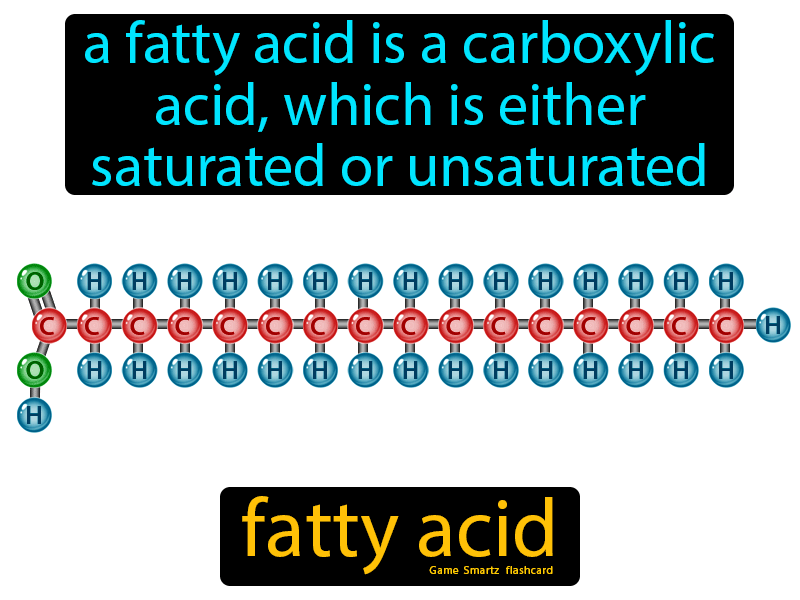 a fatty acid is a carboxylic
acid, which is either
saturated or unsaturated
O H H H H H H H H H H H H H H H
C C C C C C C C C C C C C C C C H
O H H H H H H H H H H H H H H H
H
fatty acid
Game Smartz flashcard